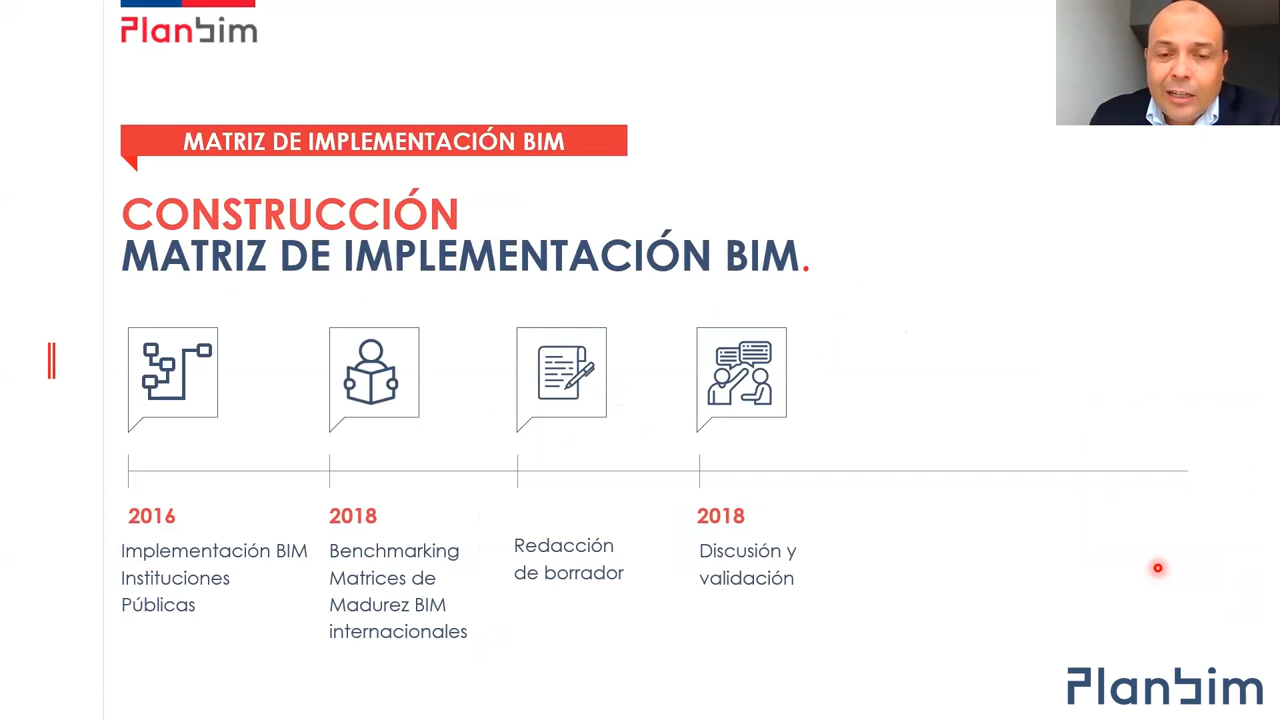 Planbim
MATRIZ DE IMPLEMENTACIÓN BIM
CONSTRUCCIÓN
MATRIZ DE IMPLEMENTACIÓN BIM.
2016
Implementación BIM
Instituciones
Públicas
2018
Benchmarking
Matrices de
Madurez BIM
internacionales
Redacción
de borrador
2018
Discusión y
validación
Planbim